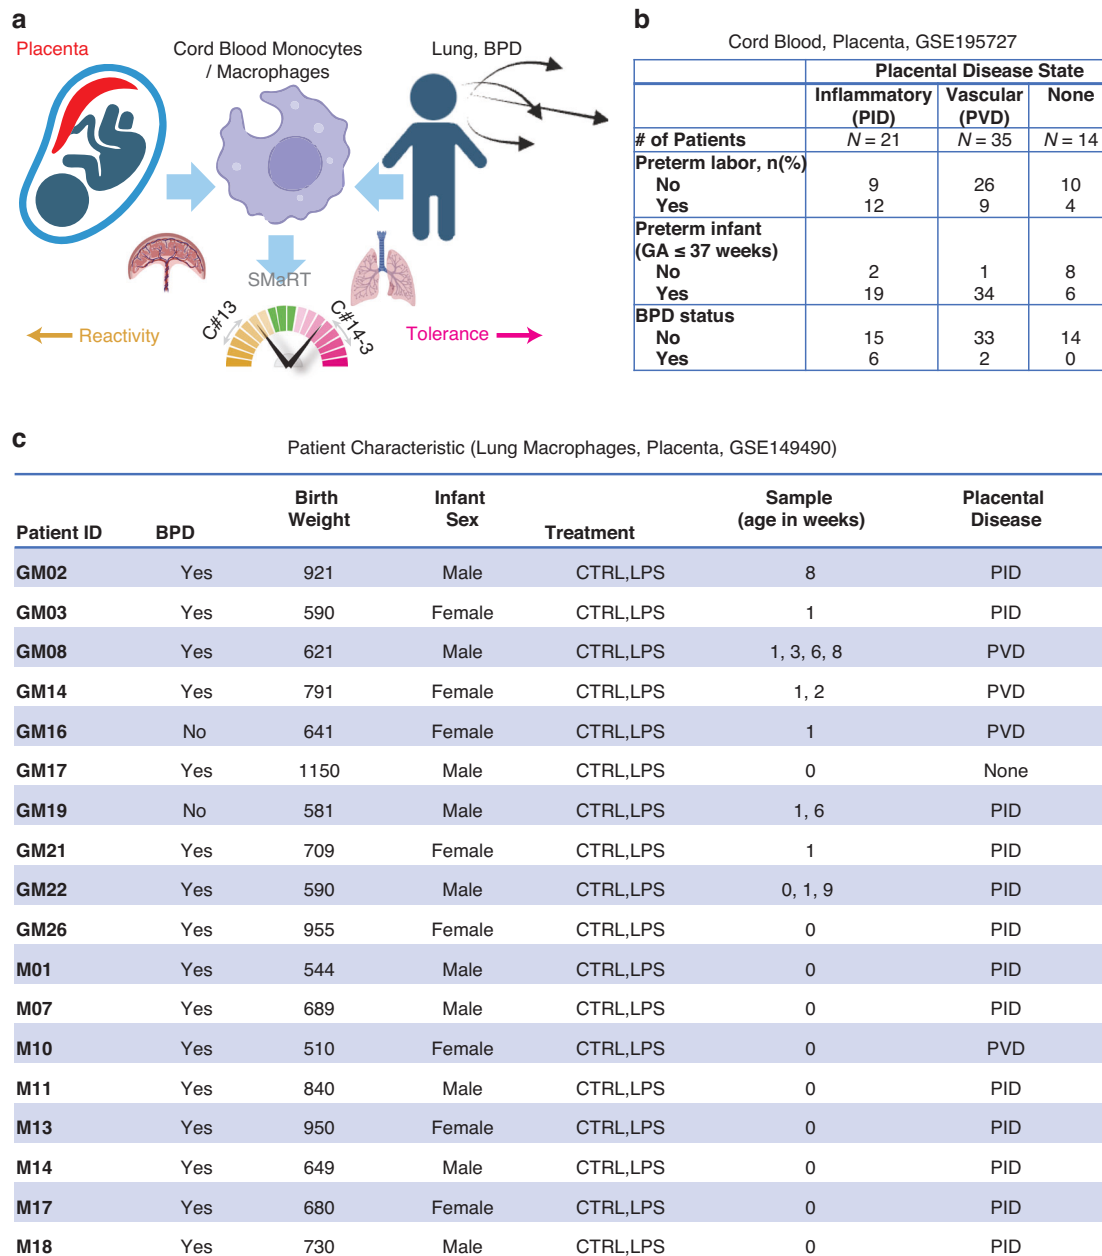 a
Placenta
Cord Blood Monocytes
/ Macrophages
Lung, BPD
SMaRT
C#13
C#14-3
Reactivity
Tolerance
b
Cord Blood, Placenta, GSE195727
Placental Disease State
Inflammatory (PID) Vascular (PVD) None
# of Patients N = 21 N = 35 N = 14
Preterm labor, n(%)
No 9 26 10
Yes 12 9 4
Preterm infant
(GA ≤ 37 weeks)
No 2 1 8
Yes 19 34 6
BPD status
No 15 33 14
Yes 6 2 0
c
Patient Characteristic (Lung Macrophages, Placenta, GSE149490)
Patient ID BPD Birth Weight Infant Sex Treatment Sample (age in weeks) Placental Disease
GM02 Yes 921 Male CTRL,LPS 8 PID
GM03 Yes 590 Female CTRL,LPS 1 PID
GM08 Yes 621 Male CTRL,LPS 1, 3, 6, 8 PVD
GM14 Yes 791 Female CTRL,LPS 1, 2 PVD
GM16 No 641 Female CTRL,LPS 1 PVD
GM17 Yes 1150 Male CTRL,LPS 0 None
GM19 No 581 Male CTRL,LPS 1, 6 PID
GM21 Yes 709 Female CTRL,LPS 1 PID
GM22 Yes 590 Male CTRL,LPS 0, 1, 9 PID
GM26 Yes 955 Female CTRL,LPS 0 PID
M01 Yes 544 Male CTRL,LPS 0 PID
M07 Yes 689 Male CTRL,LPS 0 PID
M10 Yes 510 Female CTRL,LPS 0 PVD
M11 Yes 840 Male CTRL,LPS 0 PID
M13 Yes 950 Female CTRL,LPS 0 PID
M14 Yes 649 Male CTRL,LPS 0 PID
M17 Yes 680 Female CTRL,LPS 0 PID
M18 Yes 730 Male CTRL,LPS 0 PID